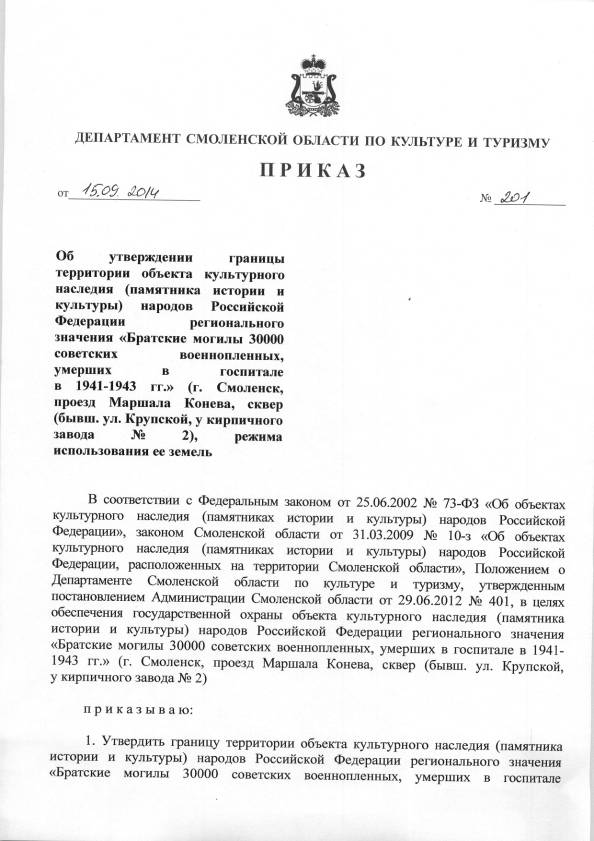 ДЕПАРТАМЕНТ СМОЛЕНСКОЙ ОБЛАСТИ ПО КУЛЬТУРЕ И ТУРИЗМУ
ПРИКАЗ
от 15.09. 2014 № 201
Об утверждении границы
территории объекта культурного
наследия (памятника истории и
культуры) народов Российской
Федерации регионального
значения «Братские могилы 30000
советских военнопленных,
умерших в госпитале
в 1941-1943 гг.» (г. Смоленск,
проезд Маршала Конева, сквер
(бывш. ул. Крупской, у кирпичного
завода № 2), режима
использования ее земель
В соответствии с Федеральным законом от 25.06.2002 № 73-ФЗ «Об объектах
культурного наследия (памятниках истории и культуры) народов Российской
Федерации», законом Смоленской области от 31.03.2009 № 10-з «Об объектах
культурного наследия (памятниках истории и культуры) народов Российской
Федерации, расположенных на территории Смоленской области», Положением о
Департаменте Смоленской области по культуре и туризму, утвержденным
постановлением Администрации Смоленской области от 29.06.2012 № 401, в целях
обеспечения государственной охраны объекта культурного наследия (памятника
истории и культуры) народов Российской Федерации регионального значения
«Братские могилы 30000 советских военнопленных, умерших в госпитале в 1941-
1943 гг.» (г. Смоленск, проезд Маршала Конева, сквер (бывш. ул. Крупской,
у кирпичного завода № 2)
приказываю:
1. Утвердить границу территории объекта культурного наследия (памятника
истории и культуры) народов Российской Федерации регионального значения
«Братские могилы 30000 советских военнопленных, умерших в госпитале